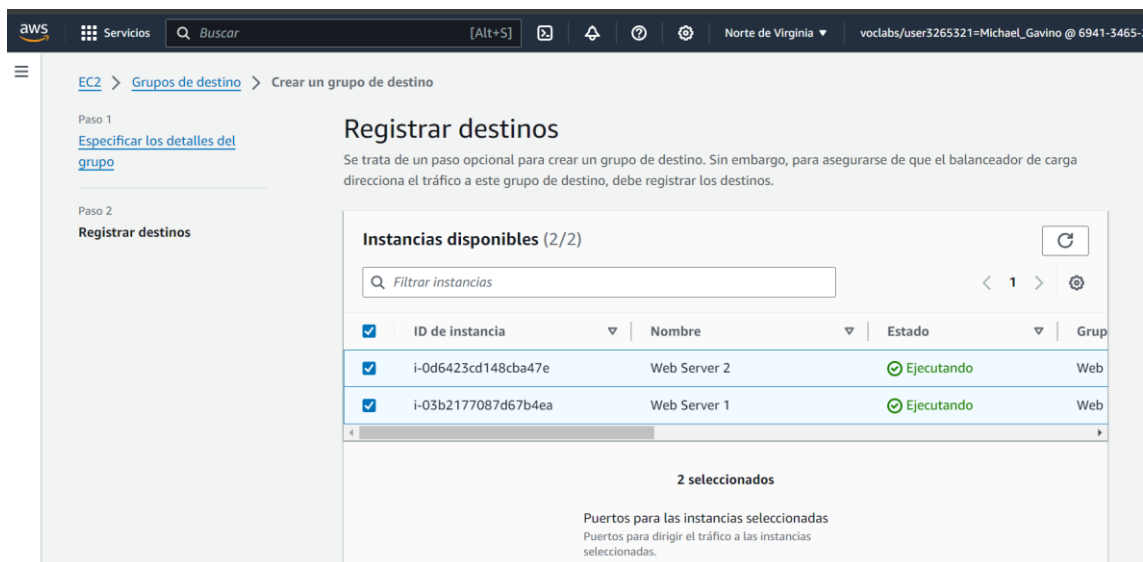 aws Servicios Buscar [Alt+S] Norte de Virginia voclabs/user3265321=Michael_Gavino @ 6941-3465-
EC2 > Grupos de destino > Crear un grupo de destino
Paso 1
Especificar los detalles del
grupo
Paso 2
Registrar destinos
Registrar destinos
Se trata de un paso opcional para crear un grupo de destino. Sin embargo, para asegurarse de que el balanceador de carga
direcciona el tráfico a este grupo de destino, debe registrar los destinos.
Instancias disponibles (2/2)
Filtrar instancias
1
ID de instancia Nombre Estado Grup
i-0d6423cd148cba47e Web Server 2 Ejecutando Web
i-03b2177087d67b4ea Web Server 1 Ejecutando Web
2 seleccionados
Puertos para las instancias seleccionadas
Puertos para dirigir el tráfico a las instancias
seleccionadas.